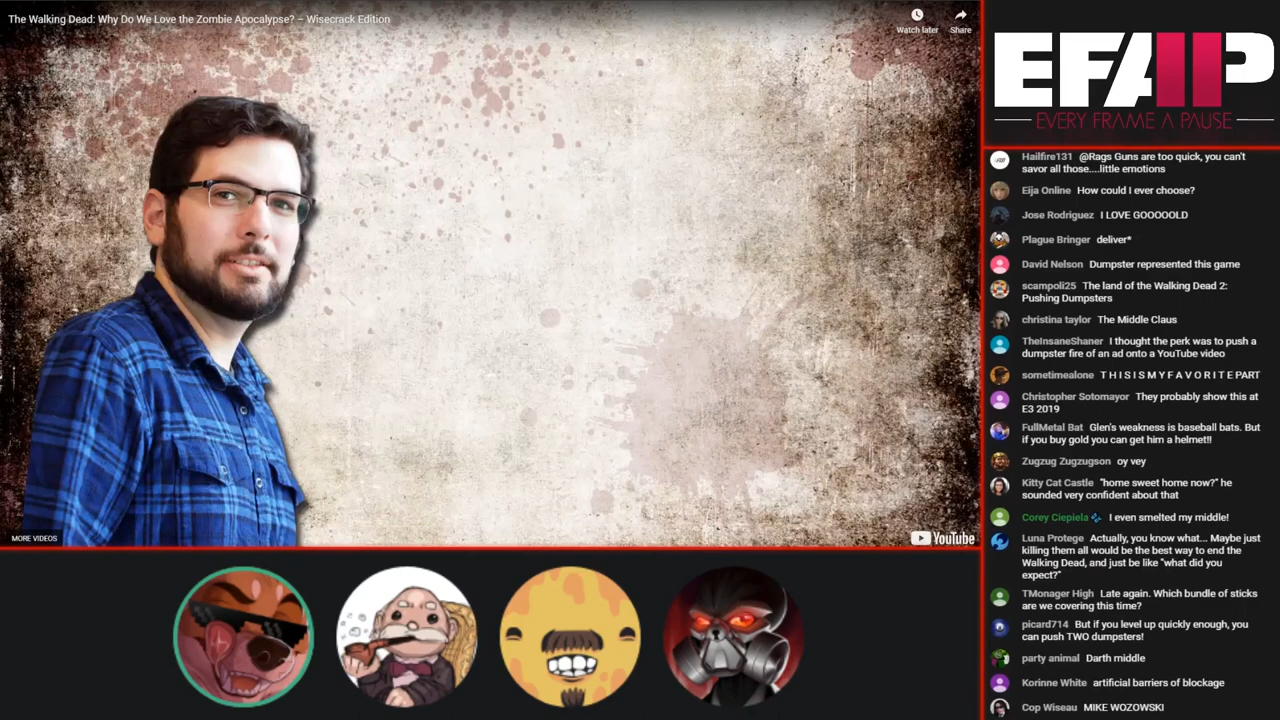 The Walking Dead: Why Do We Love the Zombie Apocalypse? – Wisecrack Edition
Watch later
Share
MORE VIDEOS
YouTube
EFAP
EVERY FRAME A PAUSE
Hailfire131 @Rags Guns are too quick, you can't
savor all those....little emotions
Eija Online How could I ever choose?
Jose Rodriguez I LOVE GOOOOOLD
Plague Bringer deliver*
David Nelson Dumpster represented this game
scampoli25 The land of the Walking Dead 2:
Pushing Dumpsters
christina taylor The Middle Claus
TheInsaneShaner I thought the perk was to push a
dumpster fire of an ad onto a YouTube video
sometimealone T H I S I S M Y F A V O R I T E PART
Christopher Sotomayor They probably show this at
E3 2019
FullMetal Bat Glen's weakness is baseball bats. But
if you buy gold you can get him a helmet!!
Zugzug Zugzugson oy vey
Kitty Cat Castle "home sweet home now?" he
sounded very confident about that
Corey Ciepiela I even smelted my middle!
Luna Protege Actually, you know what... Maybe just
killing them all would be the best way to end the
Walking Dead, and just be like "what did you
expect?"
TMonager High Late again. Which bundle of sticks
are we covering this time?
picard714 But if you level up quickly enough, you
can push TWO dumpsters!
party animal Darth middle
Korinne White artificial barriers of blockage
Cop Wiseau MIKE WOZOWSKI